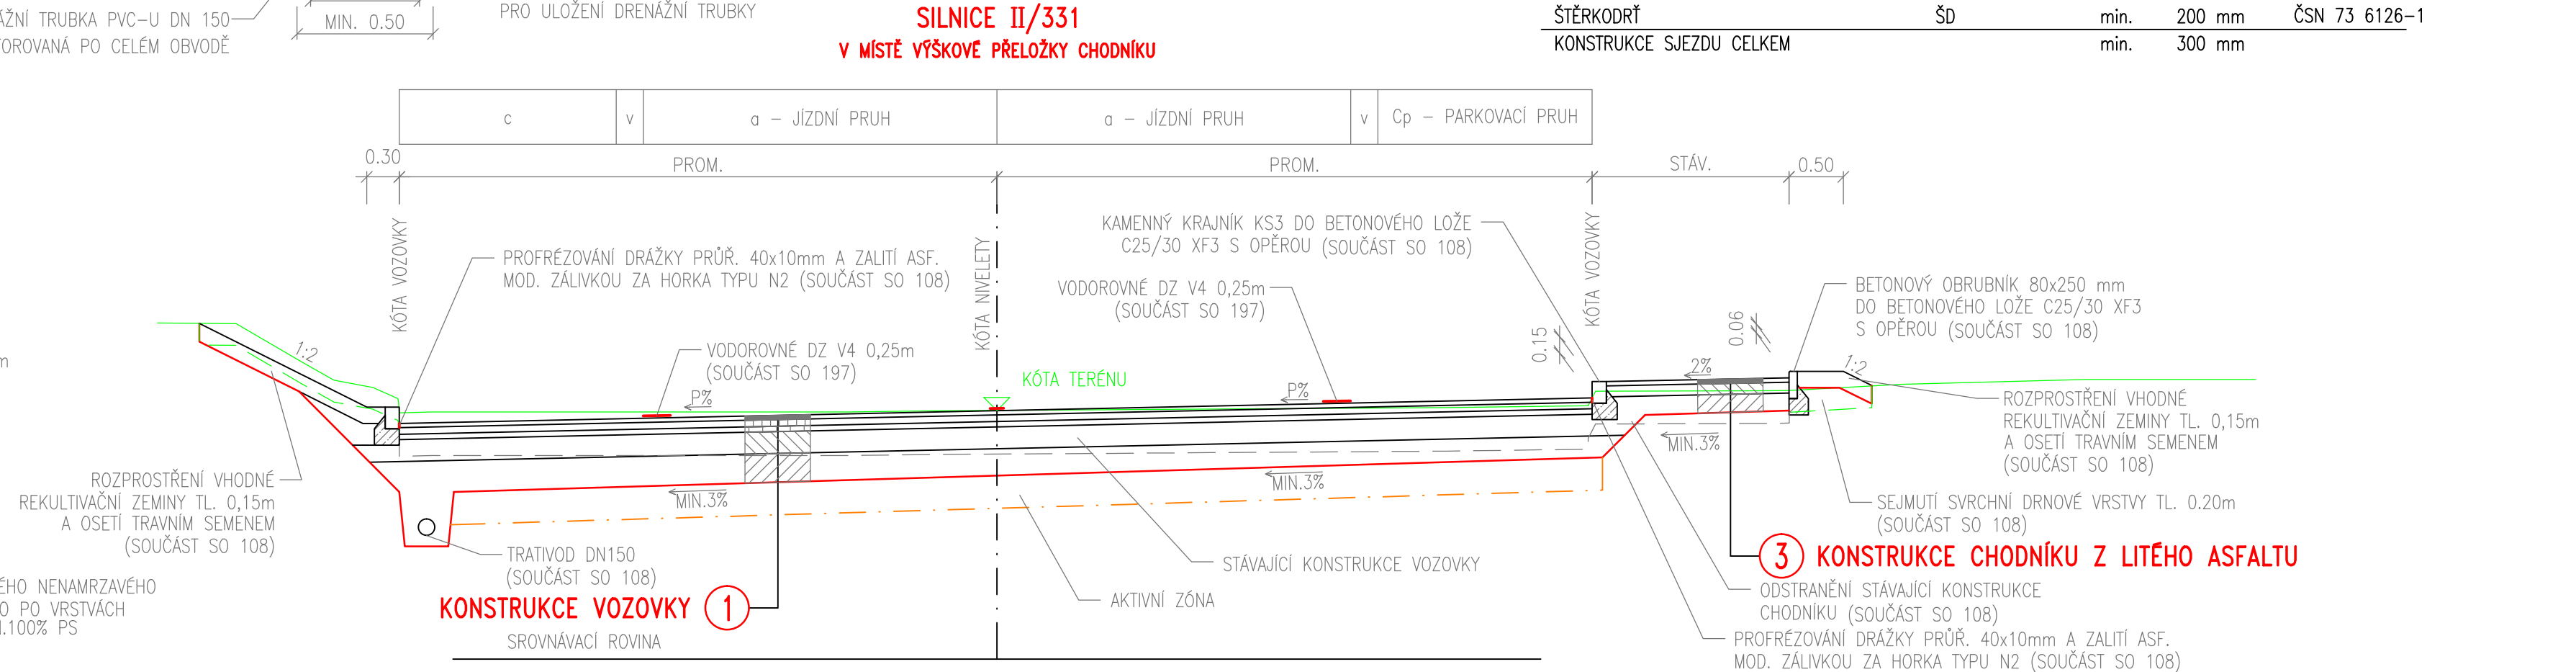 ÁŽNÍ TRUBKA PVC-U DN 150
TOROVANÁ PO CELÉM OBVODĚ
MIN. 0.50
PRO ULOŽENÍ DRENÁŽNÍ TRUBKY
SILNICE II/331
V MÍSTĚ VÝŠKOVÉ PŘELOŽKY CHODNÍKU
ŠTĚRKODRŤ ŠD min. 200 mm ČSN 73 6126-1
KONSTRUKCE SJEZDU CELKEM min. 300 mm
c v a - JÍZDNÍ PRUH a - JÍZDNÍ PRUH v Cp - PARKOVACÍ PRUH
0.30 PROM. PROM. STÁV. 0.50
KÓTA VOZOVKY
KÓTA NIVELETY
KÓTA VOZOVKY
PROFRÉZOVÁNÍ DRÁŽKY PRŮŘ. 40x10mm A ZALITÍ ASF.
MOD. ZÁLIVKOU ZA HORKA TYPU N2 (SOUČÁST SO 108)
KAMENNÝ KRAJNÍK KS3 DO BETONOVÉHO LOŽE
C25/30 XF3 S OPĚROU (SOUČÁST SO 108)
VODOROVNÉ DZ V4 0,25m
(SOUČÁST SO 197)
BETONOVÝ OBRUBNÍK 80x250 mm
DO BETONOVÉHO LOŽE C25/30 XF3
S OPĚROU (SOUČÁST SO 108)
0.15
0.06
1:2
m
VODOROVNÉ DZ V4 0,25m
(SOUČÁST SO 197)
KÓTA TERÉNU
P%
P%
2%
1:2
ROZPROSTŘENÍ VHODNÉ
REKULTIVAČNÍ ZEMINY TL. 0,15m
A OSETÍ TRAVNÍM SEMENEM
(SOUČÁST SO 108)
MIN.3%
MIN.3%
MIN.3%
ROZPROSTŘENÍ VHODNÉ
REKULTIVAČNÍ ZEMINY TL. 0,15m
A OSETÍ TRAVNÍM SEMENEM
(SOUČÁST SO 108)
SEJMUTÍ SVRCHNÍ DRNOVÉ VRSTVY TL. 0.20m
(SOUČÁST SO 108)
TRATIVOD DN150
(SOUČÁST SO 108)
STÁVAJÍCÍ KONSTRUKCE VOZOVKY
3 KONSTRUKCE CHODNÍKU Z LITÉHO ASFALTU
ÉHO NENAMRZAVÉHO
O PO VRSTVÁCH
.100% PS
KONSTRUKCE VOZOVKY 1
AKTIVNÍ ZÓNA
ODSTRANĚNÍ STÁVAJÍCÍ KONSTRUKCE
CHODNÍKU (SOUČÁST SO 108)
SROVNÁVACÍ ROVINA
PROFRÉZOVÁNÍ DRÁŽKY PRŮŘ. 40x10mm A ZALITÍ ASF.
MOD. ZÁLIVKOU ZA HORKA TYPU N2 (SOUČÁST SO 108)